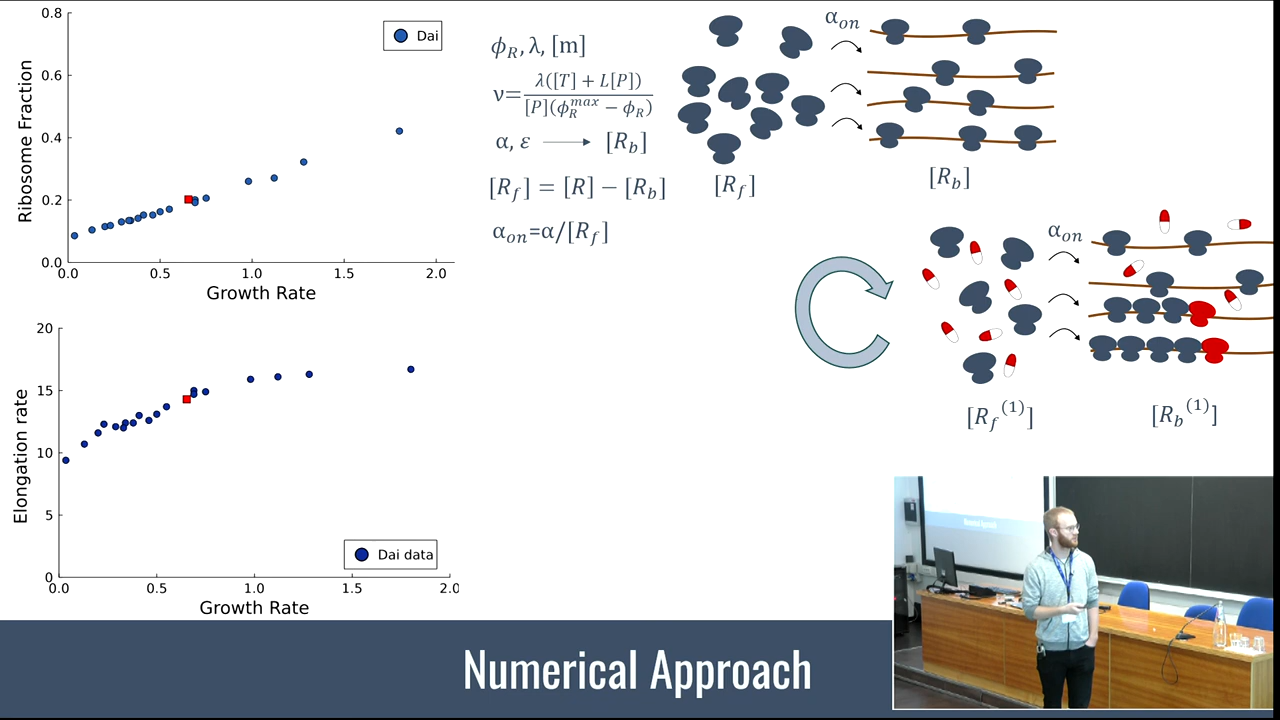 0.8
0.6
0.4
0.2
0.0
0.0 0.5 1.0 1.5 2.0
Ribosome Fraction
Growth Rate
Dai
20
15
10
5
0
0.0 0.5 1.0 1.5 2.0
Elongation rate
Growth Rate
Dai data
ϕ_R, λ, [m]
ν=λ([T] + L[P])/[P](ϕ_R^max − ϕ_R)
α, ε ⟶ [R_b]
[R_f] = [R] − [R_b]
α_on=α/[R_f]
α_on
[R_f]
[R_b]
α_on
[R_f^(1)]
[R_b^(1)]
Numerical Approach
Numerical Approach